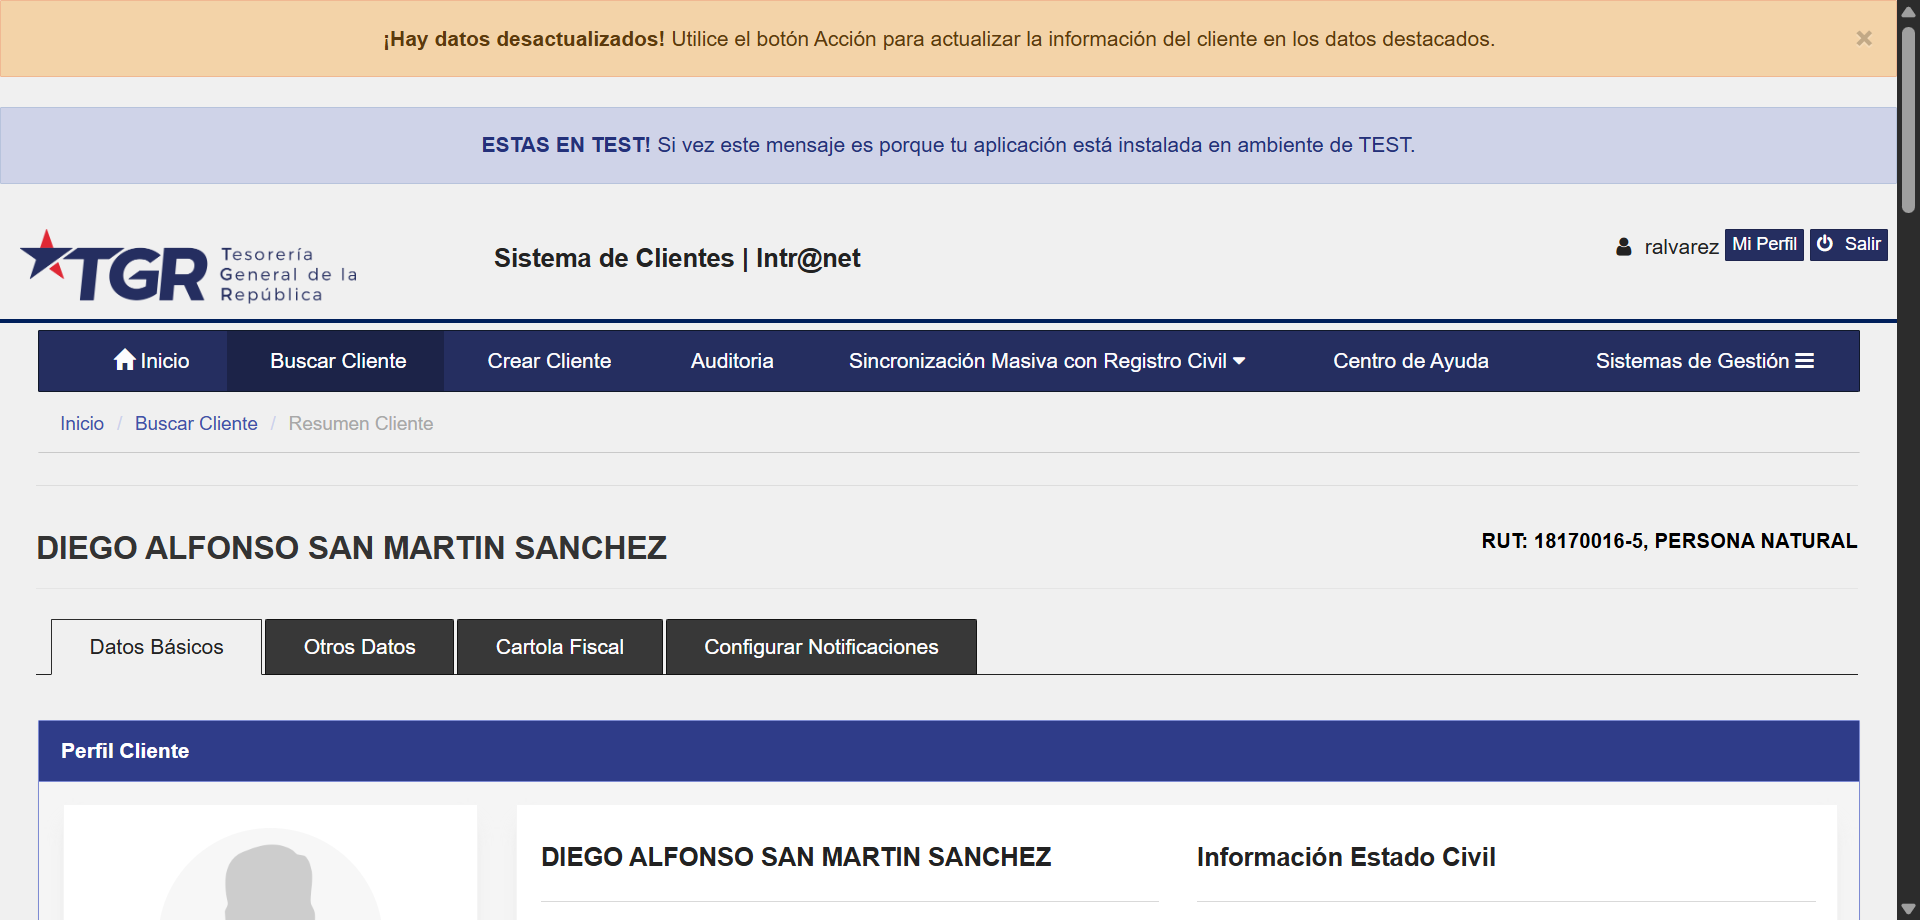 ¡Hay datos desactualizados! Utilice el botón Acción para actualizar la información del cliente en los datos destacados.
×
ESTAS EN TEST! Si vez este mensaje es porque tu aplicación está instalada en ambiente de TEST.
TGR
Tesorería
General de la
República
Sistema de Clientes | Intr@net
ralvarez
Mi Perfil
Salir
Inicio
Buscar Cliente
Crear Cliente
Auditoria
Sincronización Masiva con Registro Civil
Centro de Ayuda
Sistemas de Gestión
Inicio / Buscar Cliente / Resumen Cliente
DIEGO ALFONSO SAN MARTIN SANCHEZ
RUT: 18170016-5, PERSONA NATURAL
Datos Básicos
Otros Datos
Cartola Fiscal
Configurar Notificaciones
Perfil Cliente
DIEGO ALFONSO SAN MARTIN SANCHEZ
Información Estado Civil